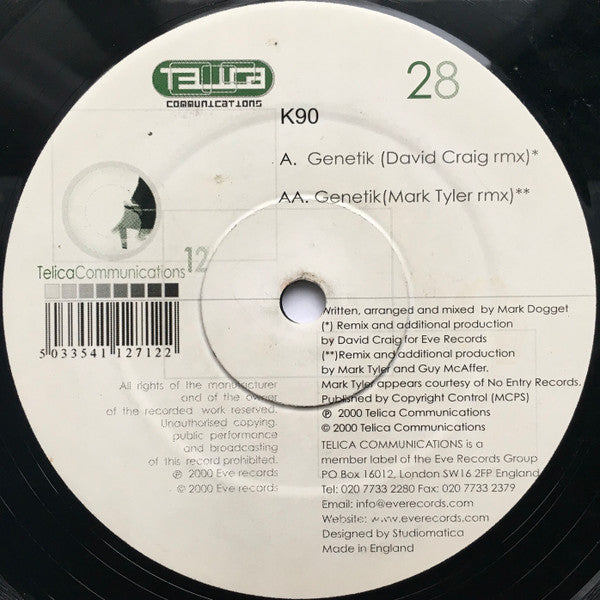 TELICA
COMMUNICATIONS
28
K90
A. Genetik (David Craig rmx)*
AA. Genetik(Mark Tyler rmx)**
TelicaCommunications 12
5 033541 127122
All rights of the manufacturer
and of the owner
of the recorded work reserved.
Unauthorised copying.
public performance
and broadcasting
of this record prohibited.
℗ 2000 Eve records
© 2000 Eve records
Written, arranged and mixed by Mark Dogget
(*) Remix and additional production
by David Craig for Eve Records
(**)Remix and additional production
by Mark Tyler and Guy McAffer.
Mark Tyler appears courtesy of No Entry Records.
Published by Copyright Control (MCPS)
℗ 2000 Telica Communications
© 2000 Telica Communications
TELICA COMMUNICATIONS is a
member label of the Eve Records Group
PO Box 16012, London SW16 2FP England
Tel: 020 7733 2280 Fax: 020 7733 2379
Email: info@everecords.com
Website: www.everecords.com
Designed by Studiomatica
Made in England